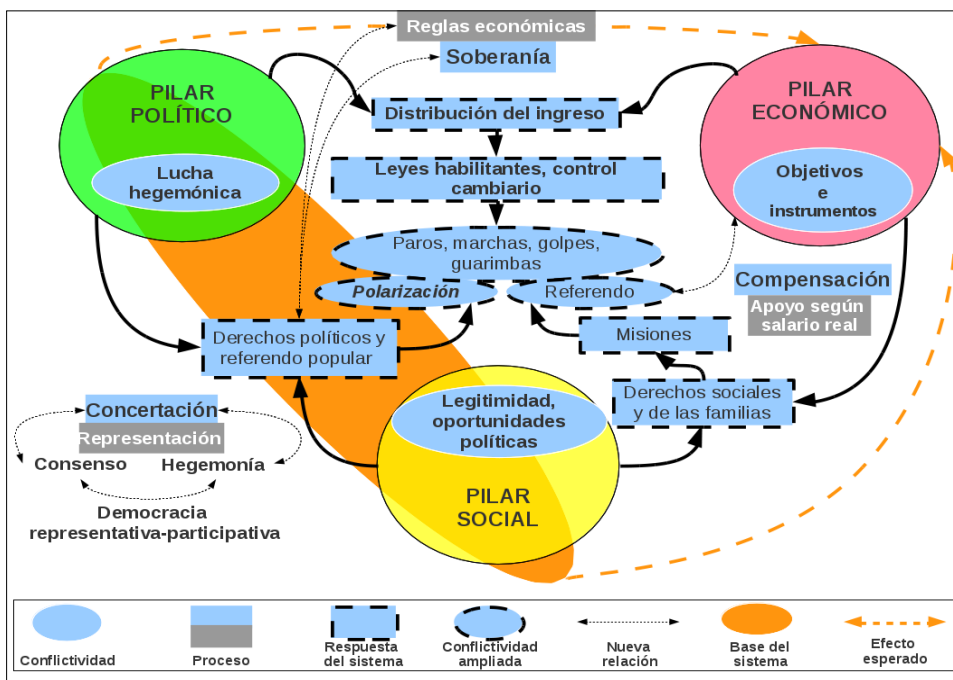 Reglas económicas
Soberanía
PILAR
POLÍTICO
Lucha
hegemónica
PILAR
ECONÓMICO
Objetivos
e
instrumentos
Distribución del ingreso
Leyes habilitantes, control
cambiario
Paros, marchas, golpes,
guarimbas
Polarización
Referendo
Compensación
Apoyo según
salario real
Derechos políticos y
referendo popular
Misiones
Derechos sociales
y de las familias
Legitimidad,
oportunidades
políticas
PILAR
SOCIAL
Concertación
Representación
Consenso
Hegemonía
Democracia
representativa-participativa
Conflictividad
Proceso
Respuesta
del sistema
Conflictividad
ampliada
Nueva
relación
Base del
sistema
Efecto
esperado